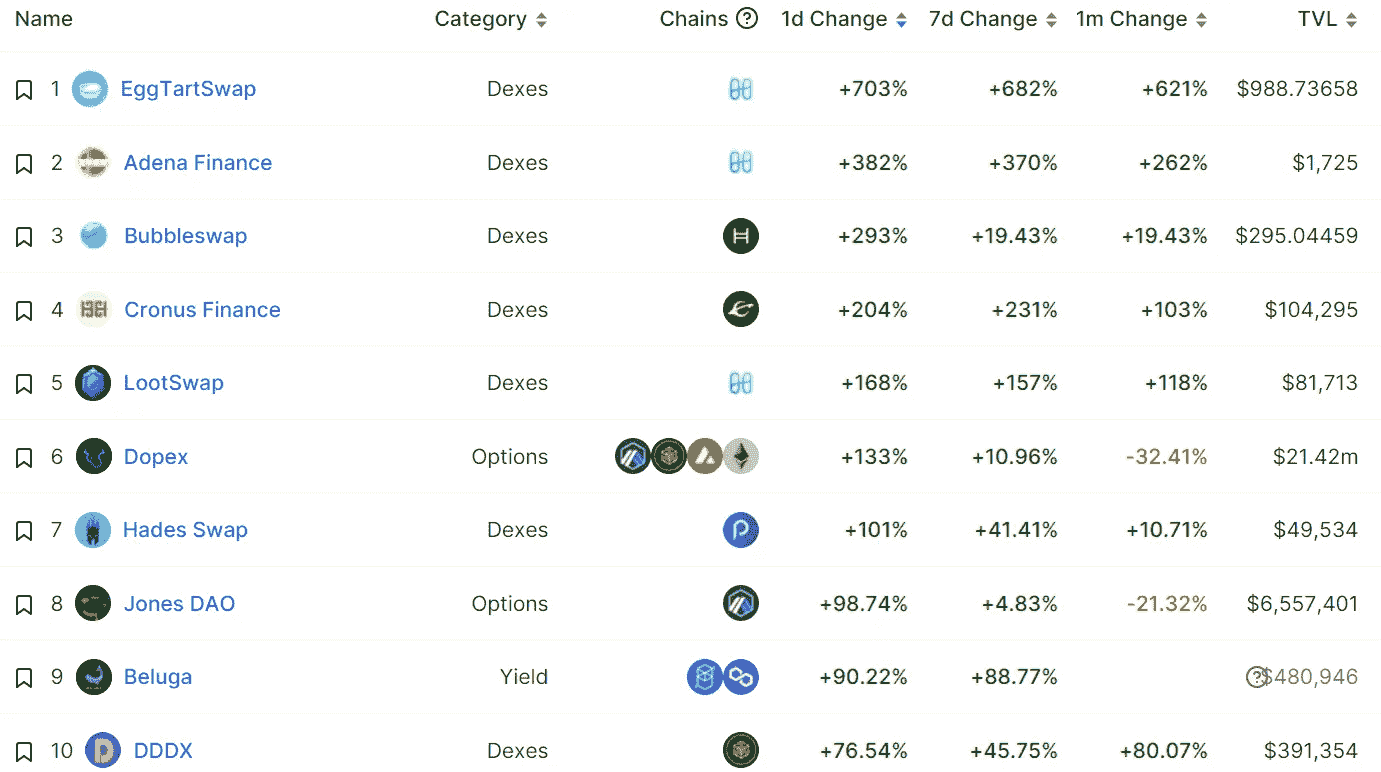 Name Category Chains ? 1d Change 7d Change 1m Change TVL
1 EggTartSwap Dexes +703% +682% +621% $988.73658
2 Adena Finance Dexes +382% +370% +262% $1,725
3 Bubbleswap Dexes +293% +19.43% +19.43% $295.04459
4 Cronus Finance Dexes +204% +231% +103% $104,295
5 LootSwap Dexes +168% +157% +118% $81,713
6 Dopex Options +133% +10.96% -32.41% $21.42m
7 Hades Swap Dexes +101% +41.41% +10.71% $49,534
8 Jones DAO Options +98.74% +4.83% -21.32% $6,557,401
9 Beluga Yield +90.22% +88.77% ? $480,946
10 DDDX Dexes +76.54% +45.75% +80.07% $391,354